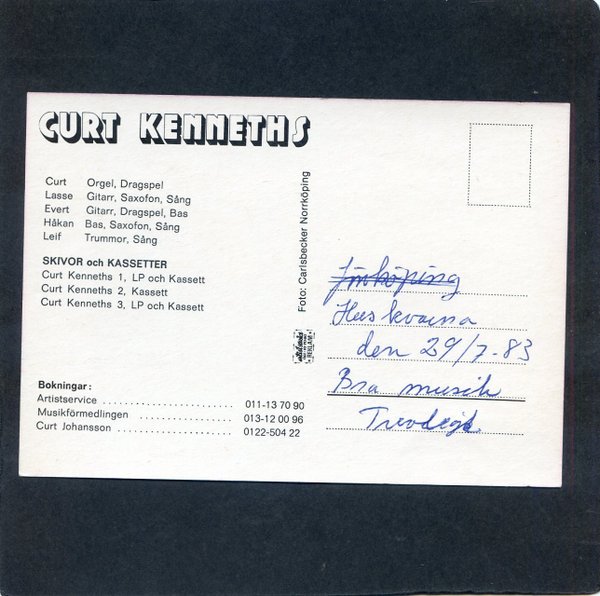 CURT KENNETHS
Curt Orgel, Dragspel
Lasse Gitarr, Saxofon, Sång
Evert Gitarr, Dragspel, Bas
Håkan Bas, Saxofon, Sång
Leif Trummor, Sång
SKIVOR och KASSETTER
Curt Kenneths 1, LP och Kassett
Curt Kenneths 2, Kassett
Curt Kenneths 3, LP och Kassett
Bokningar:
Artistservice ........................ 011-13 70 90
Musikförmedlingen .................. 013-12 00 96
Curt Johansson ..................... 0122-504 22
Foto: Carlsbecker Norrköping
REKLAM
Jönköping
Huskvarna
den 29/7-83
Bra musik